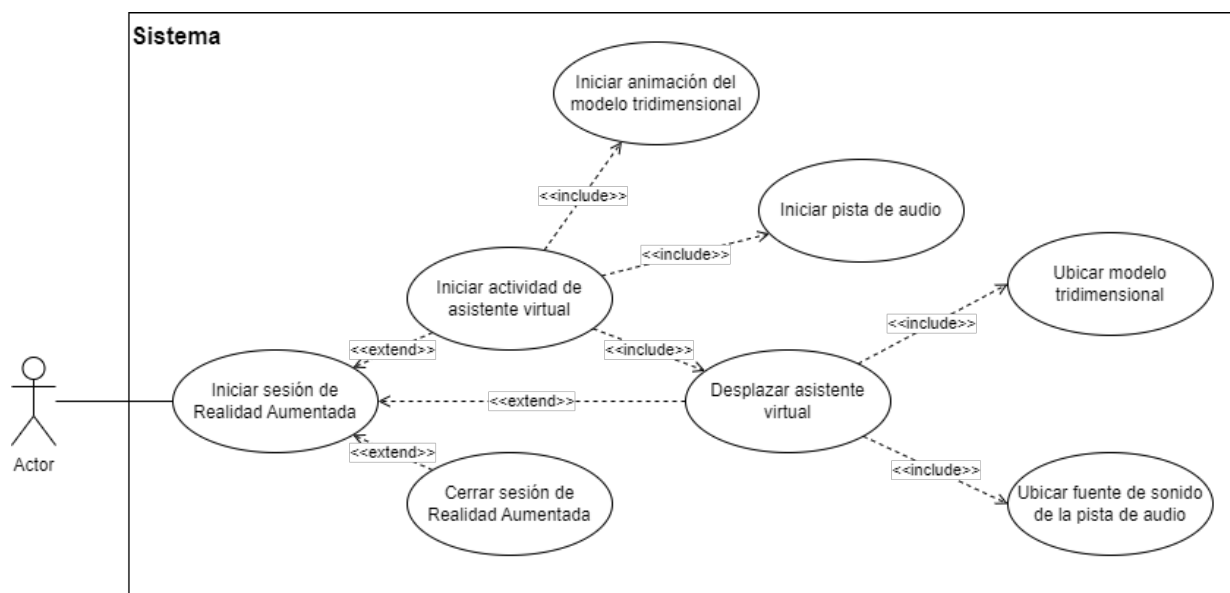 Sistema
Iniciar animación del
modelo tridimensional
<<include>>
Iniciar pista de audio
<<include>>
Iniciar actividad de
asistente virtual
Ubicar modelo
tridimensional
<<include>>
<<extend>>
<<include>>
Iniciar sesión de
Realidad Aumentada
<<extend>>
Desplazar asistente
virtual
<<extend>>
<<include>>
Actor
Cerrar sesión de
Realidad Aumentada
Ubicar fuente de sonido
de la pista de audio